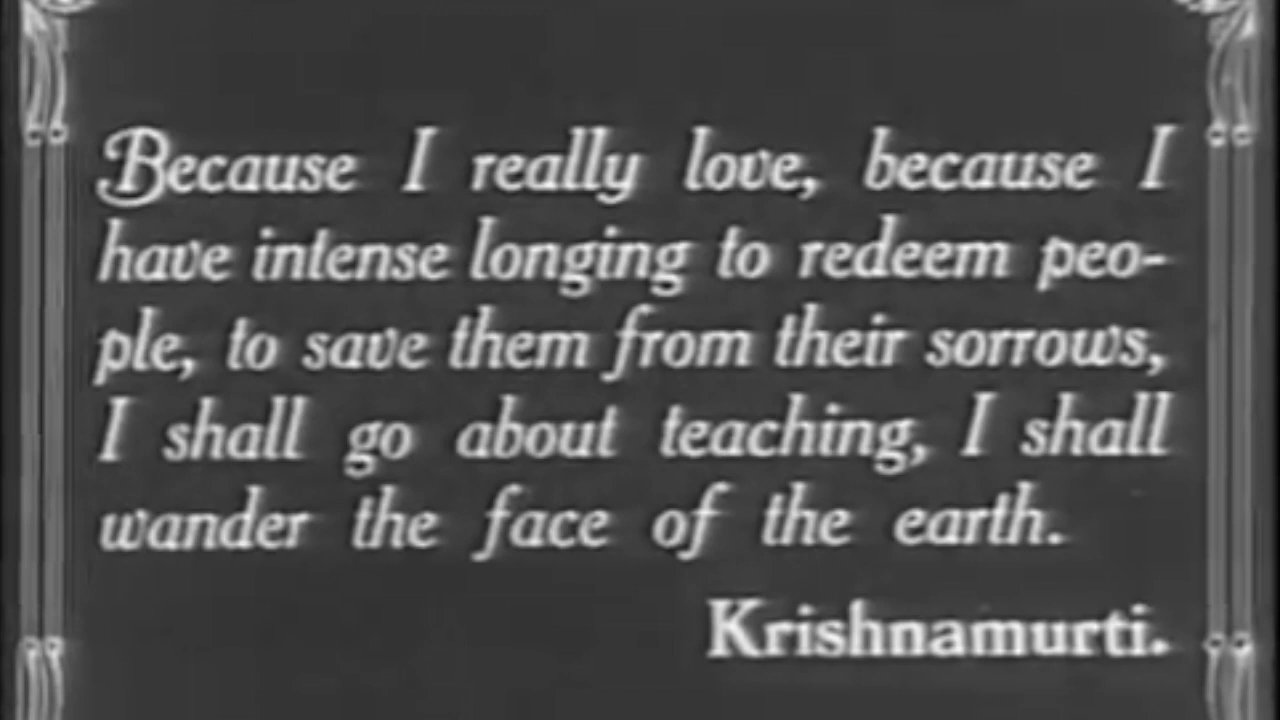 Because I really love, because I
have intense longing to redeem peo-
ple, to save them from their sorrows,
I shall go about teaching, I shall
wander the face of the earth.
Krishnamurti.